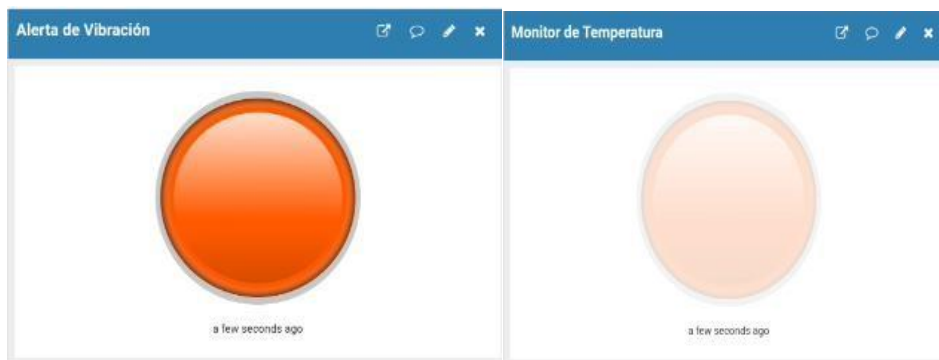 Alerta de Vibración
a few seconds ago
Monitor de Temperatura
a few seconds ago